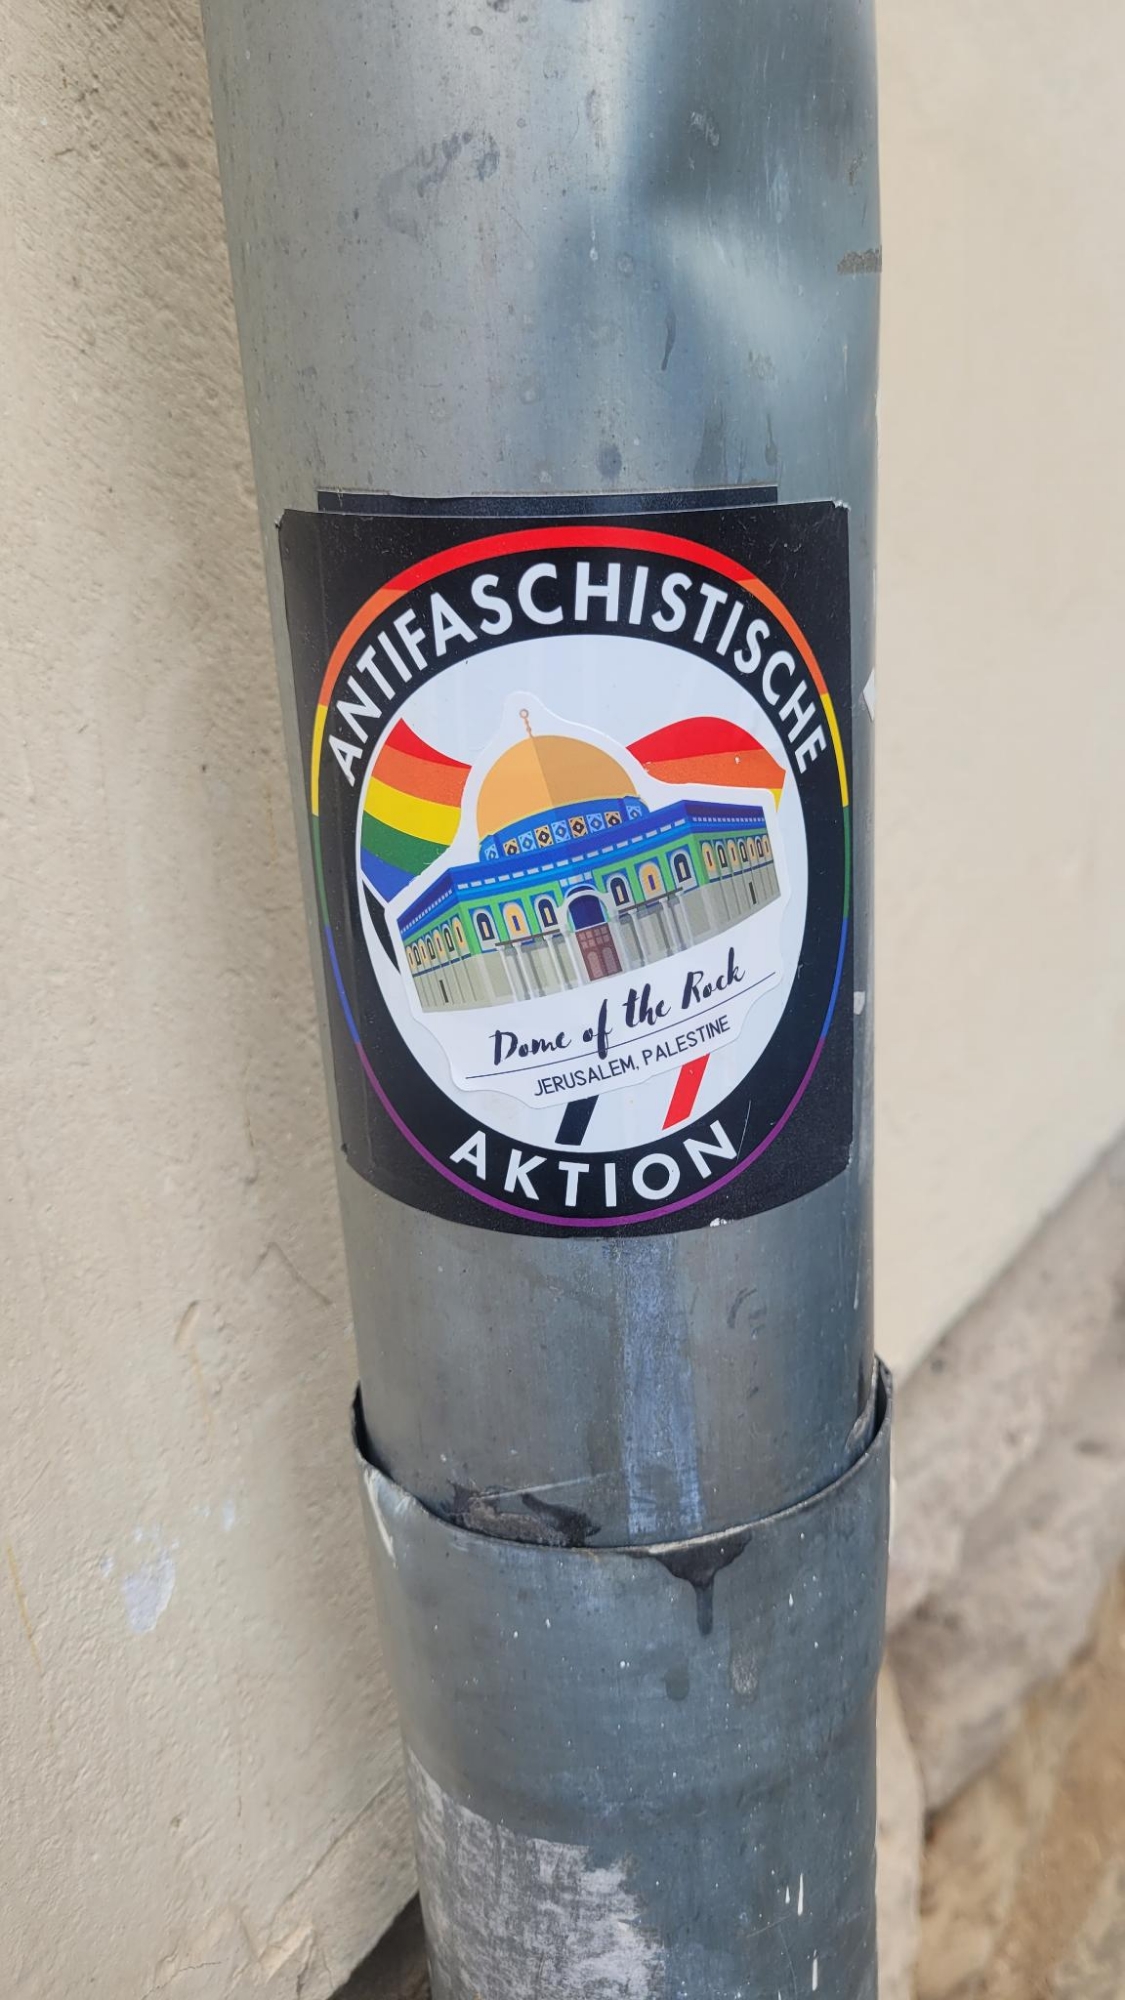 ANTIFASCHISTISCHE
Dome of the Rock
JERUSALEM, PALESTINE
AKTION